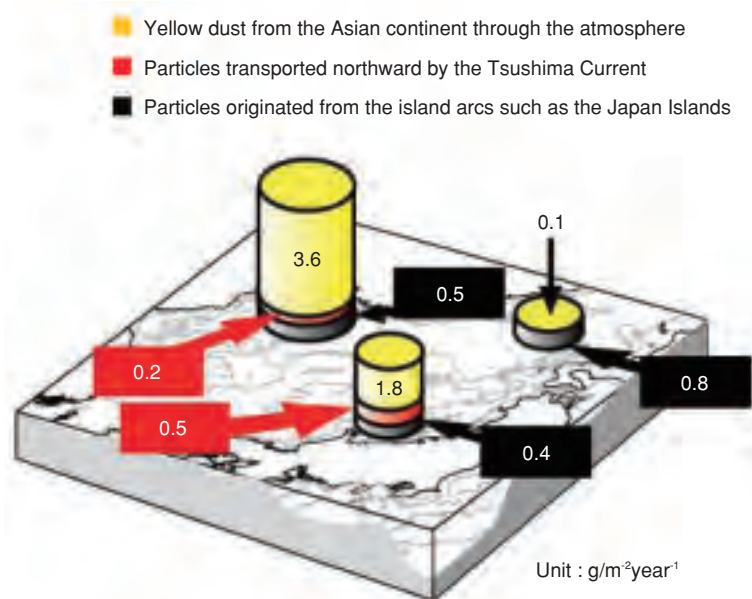 Yellow dust from the Asian continent through the atmosphere
Particles transported northward by the Tsushima Current
Particles originated from the island arcs such as the Japan Islands
0.1
3.6
0.5
0.2
1.8
0.8
0.5
0.4
Unit : g/m⁻²year⁻¹